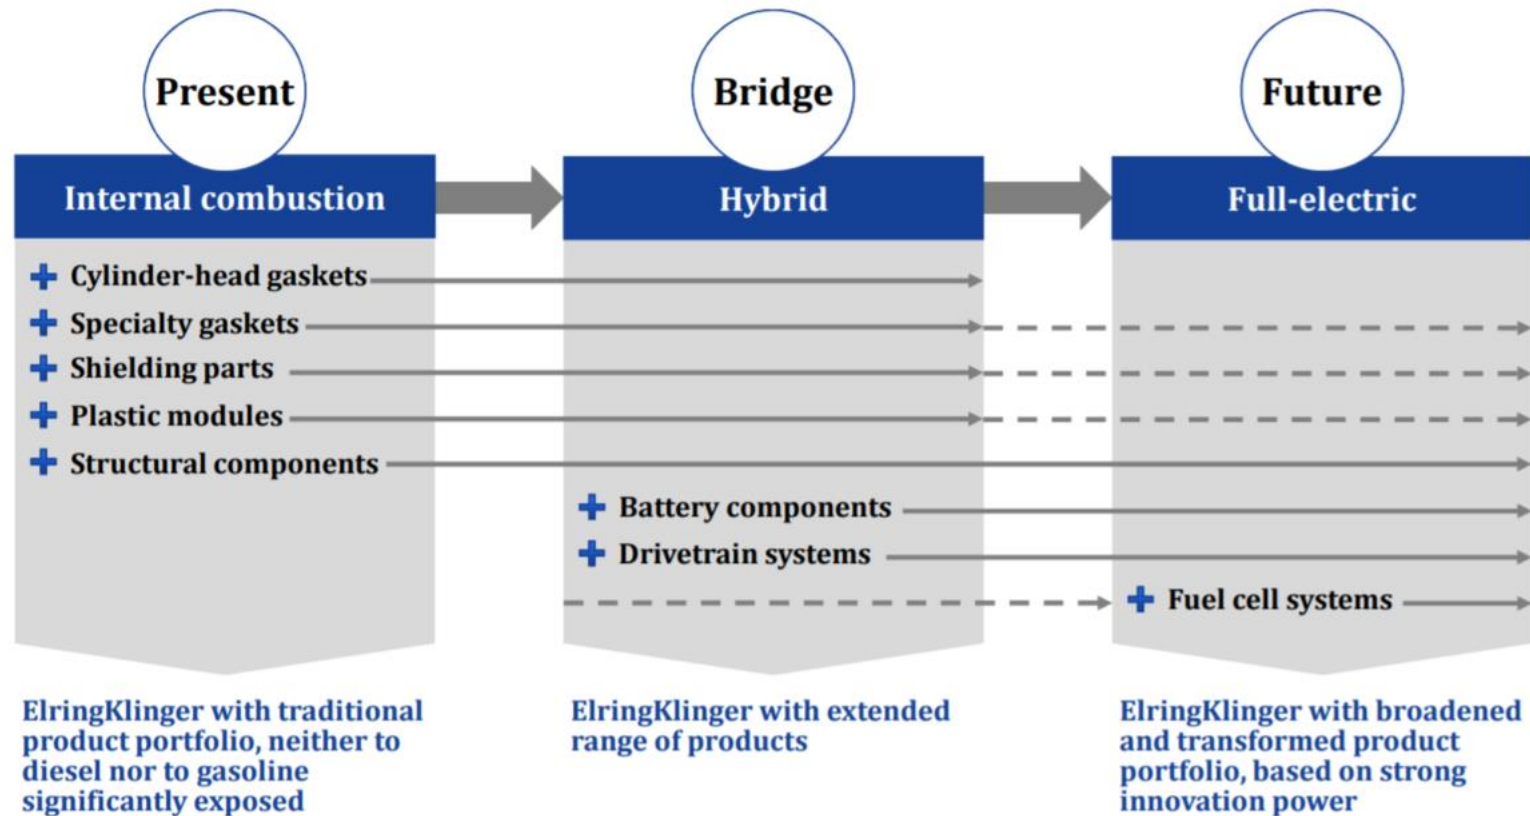 Present
Bridge
Future
Internal combustion
Hybrid
Full-electric
Cylinder-head gaskets
Specialty gaskets
Shielding parts
Plastic modules
Structural components
Battery components
Drivetrain systems
Fuel cell systems
ElringKlinger with traditional
product portfolio, neither to
diesel nor to gasoline
significantly exposed
ElringKlinger with extended
range of products
ElringKlinger with broadened
and transformed product
portfolio, based on strong
innovation power